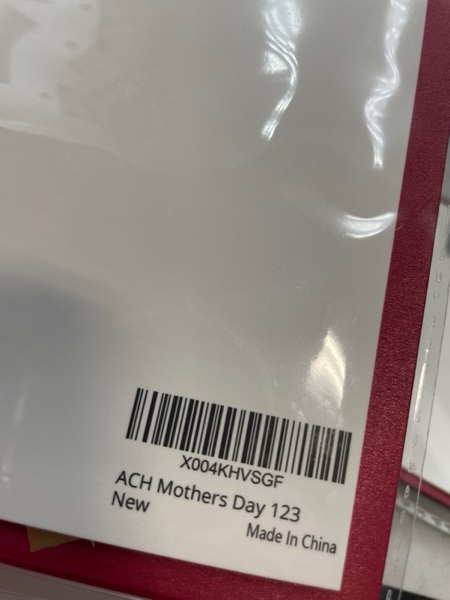 X004KHVSGF
ACH Mothers Day 123
New
Made In China